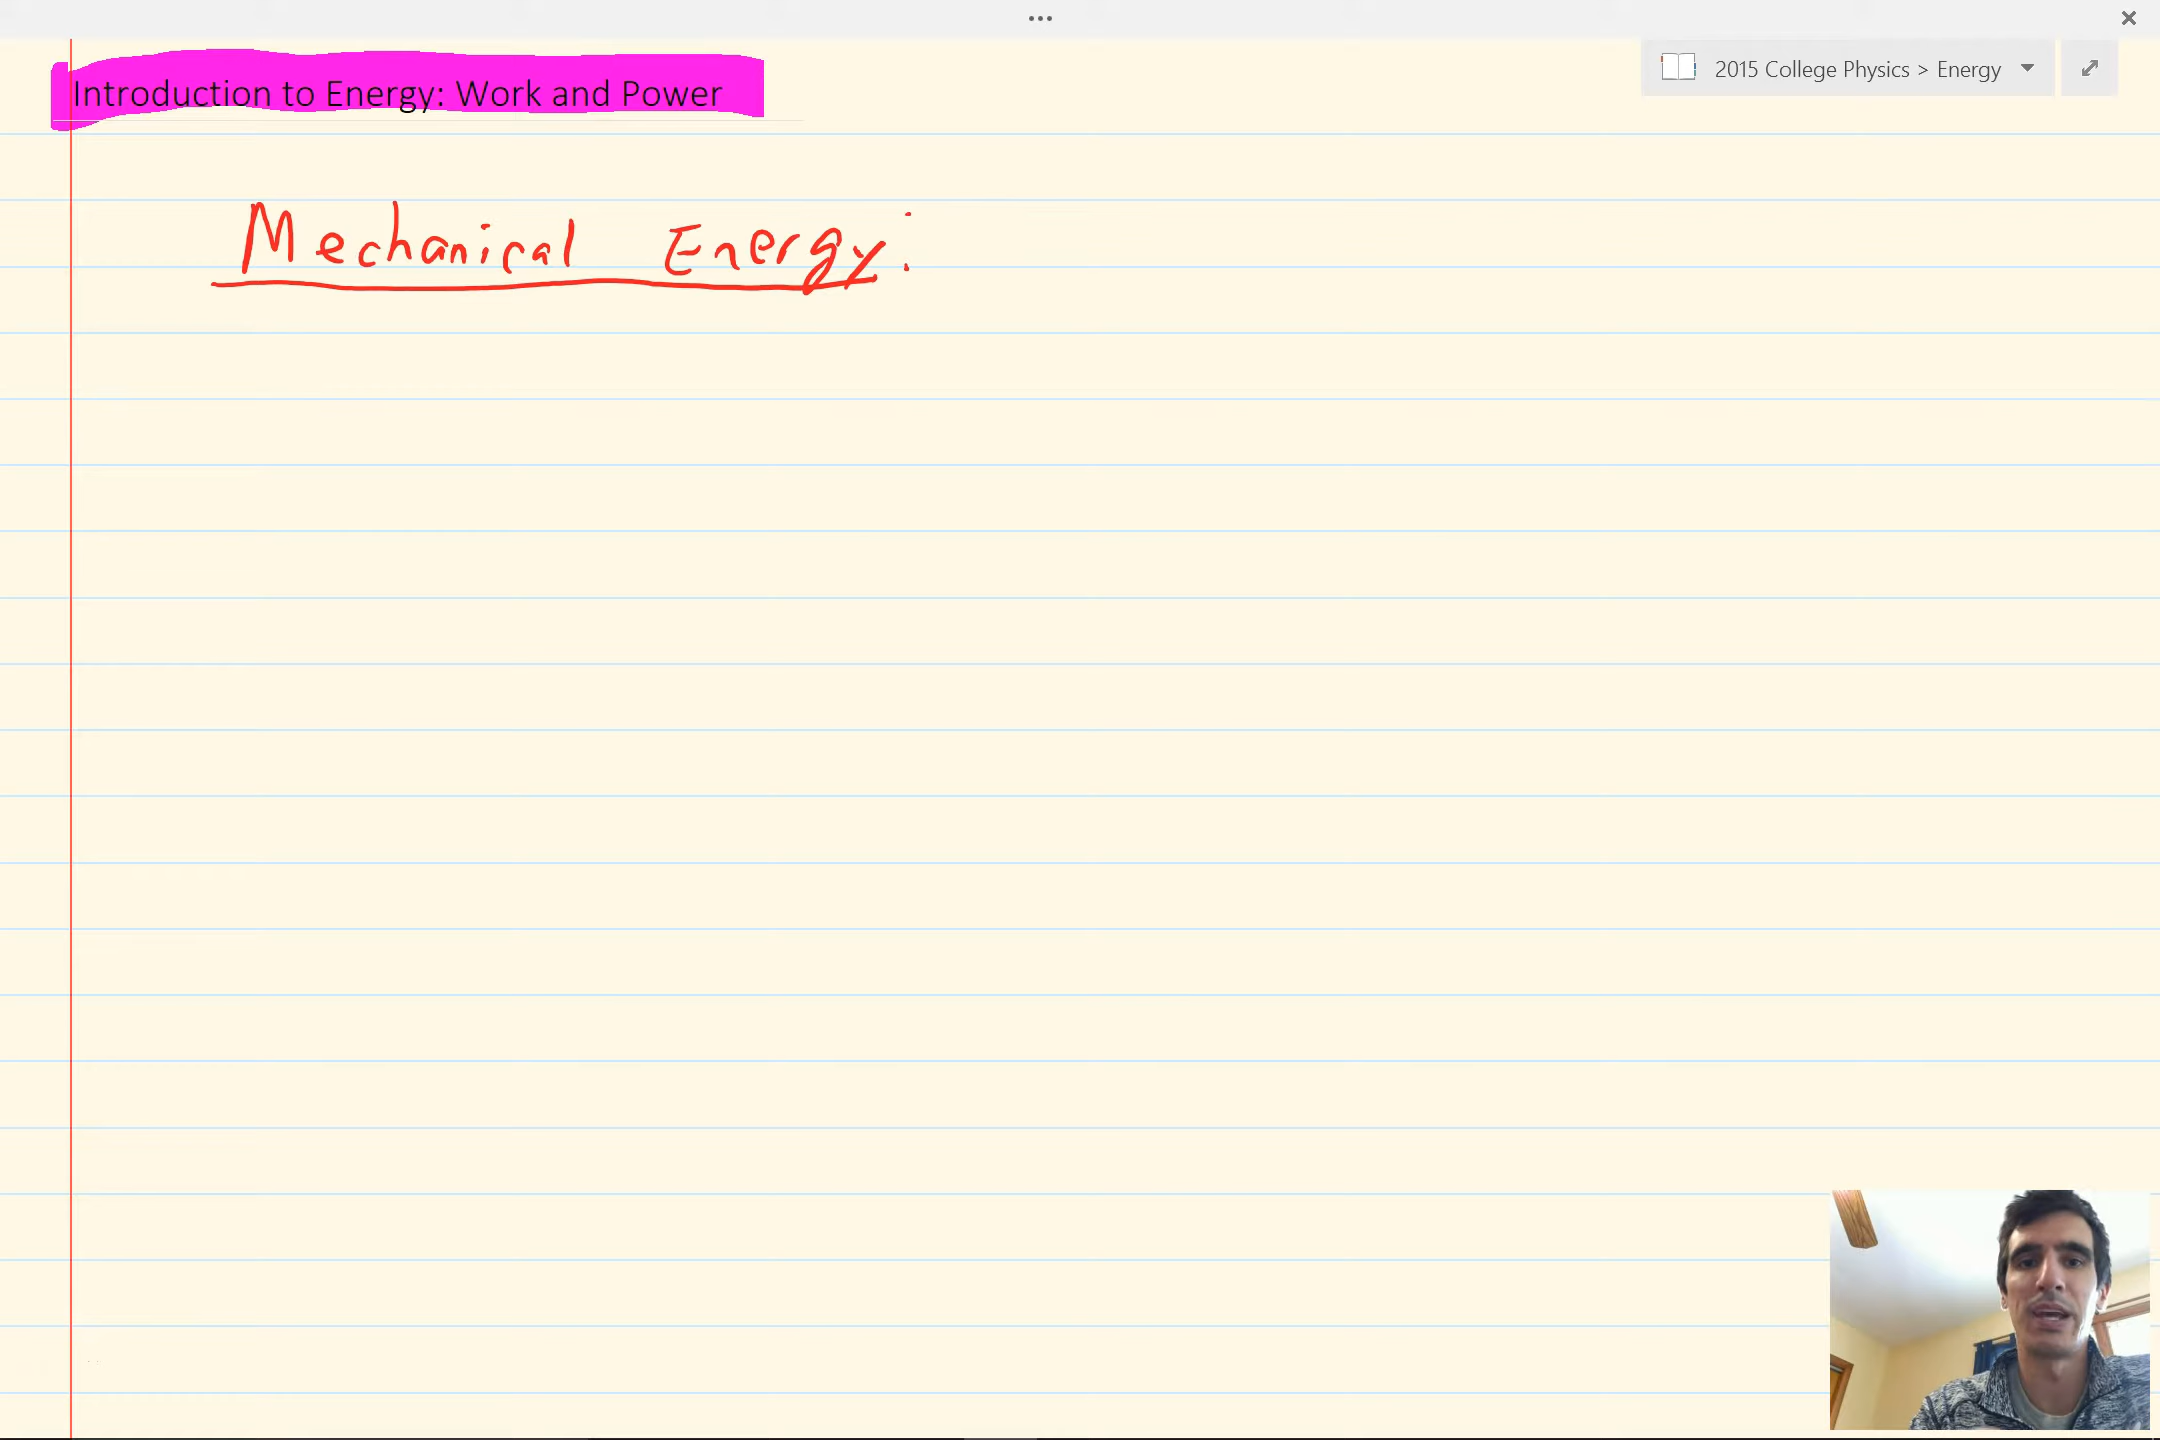 Introduction to Energy: Work and Power
2015 College Physics > Energy
Mechanical Energy: